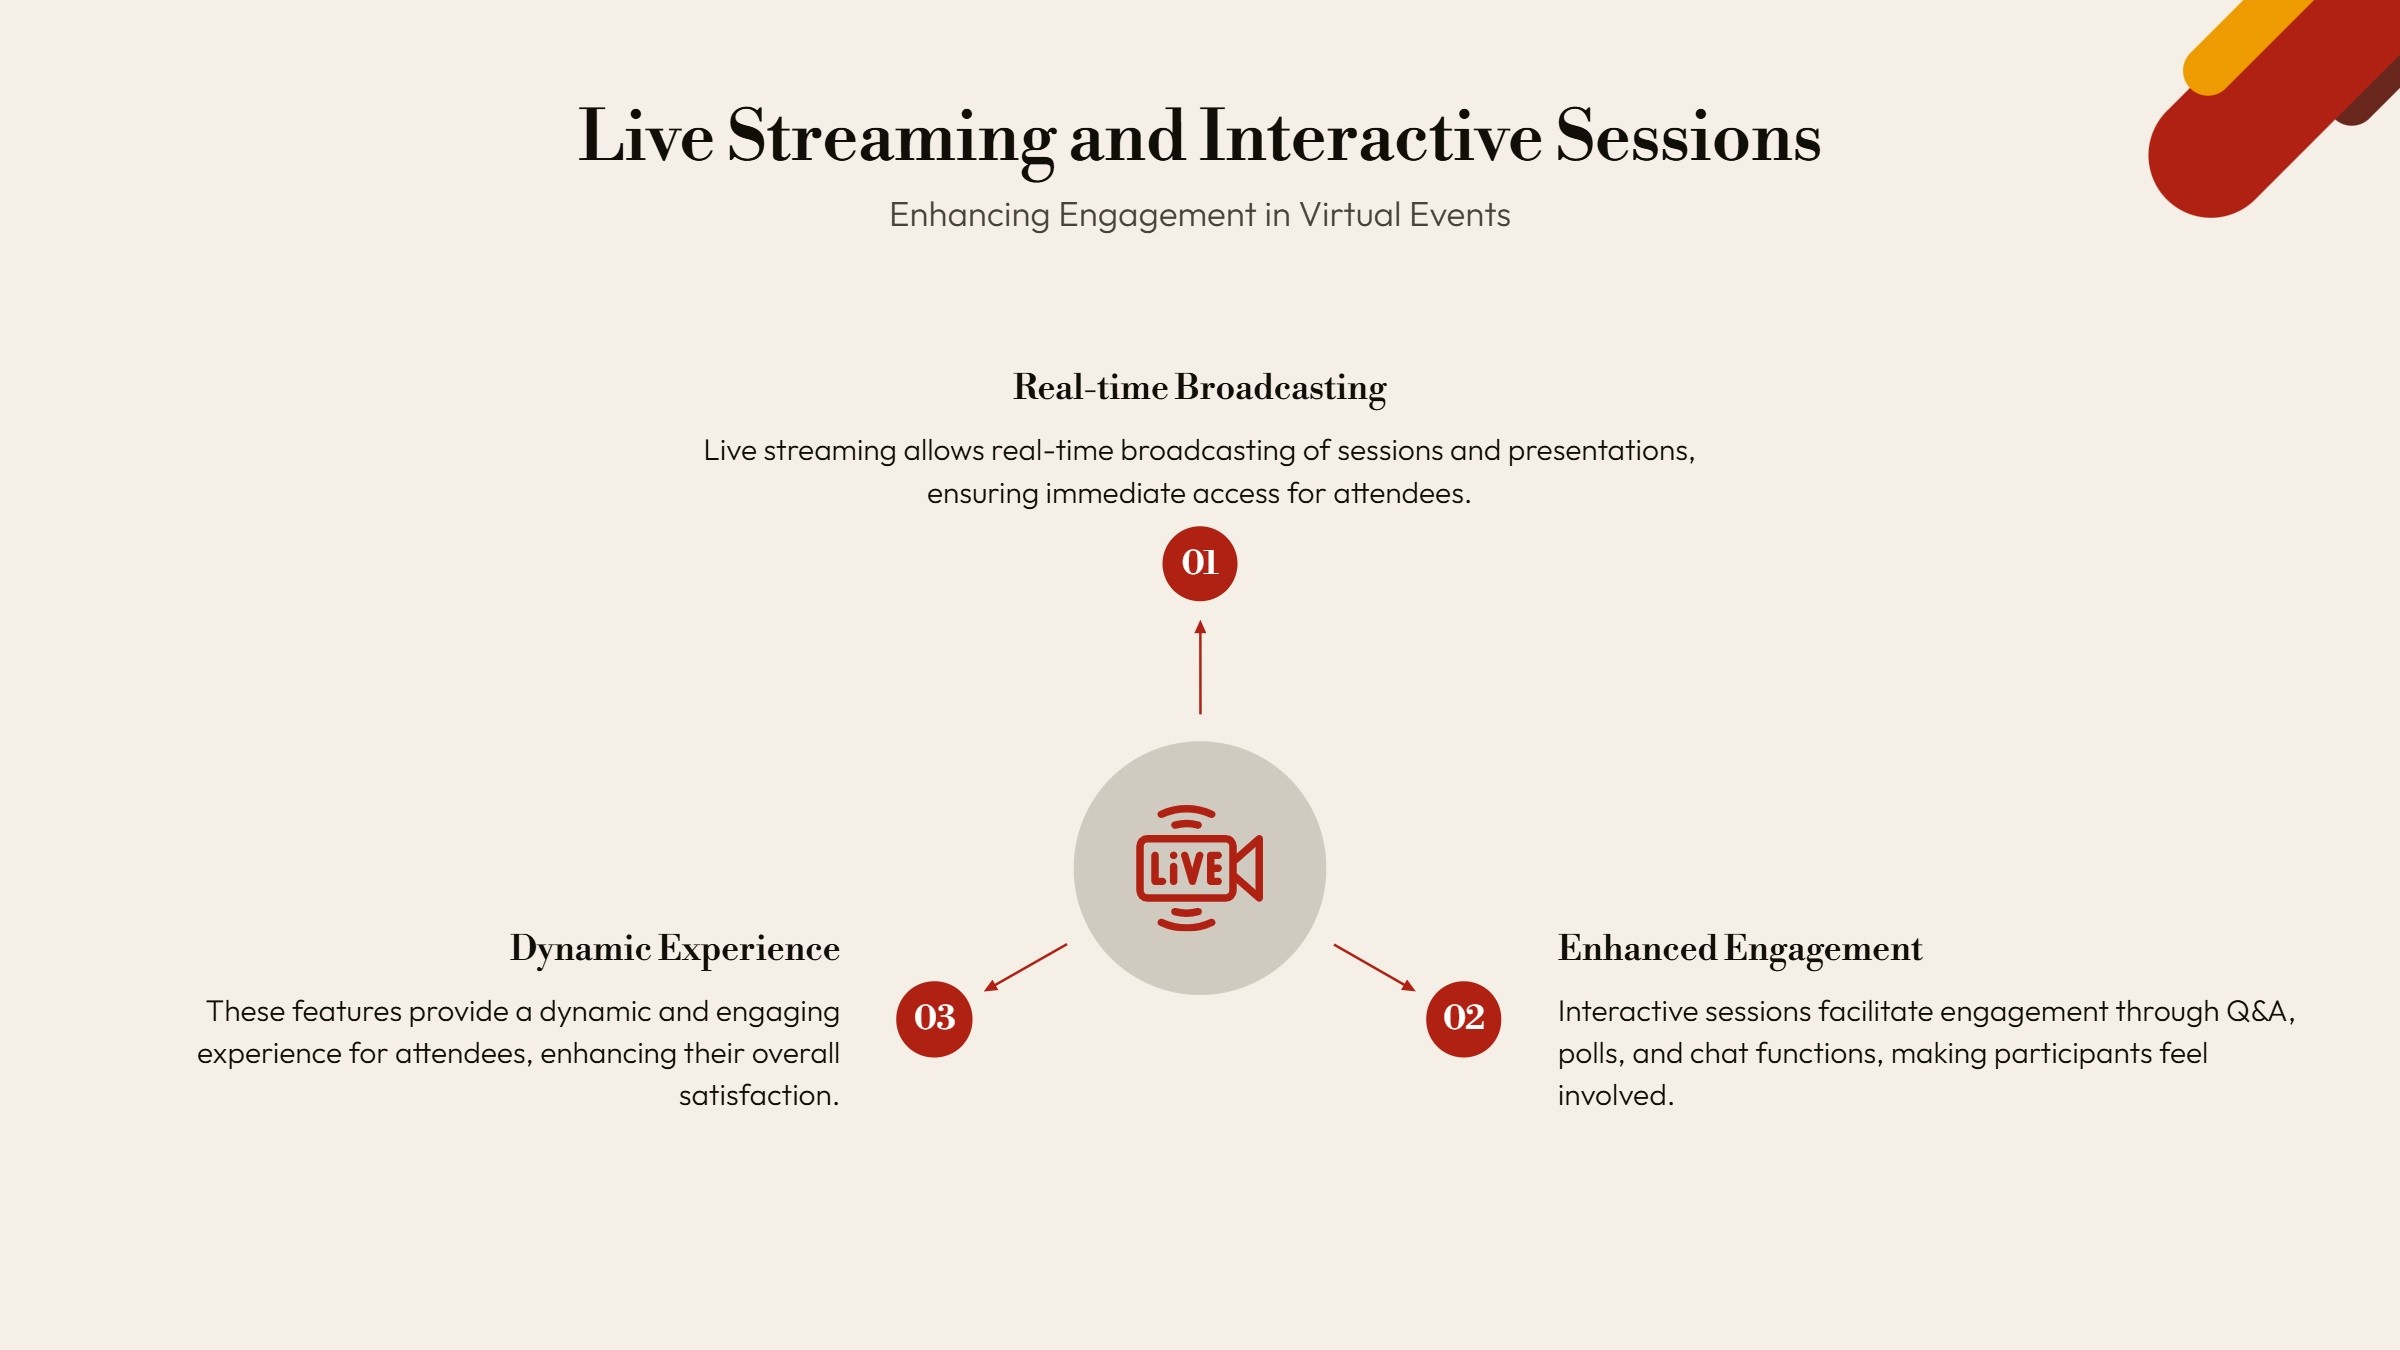 Live Streaming and Interactive Sessions
Enhancing Engagement in Virtual Events
Real-time Broadcasting
Live streaming allows real-time broadcasting of sessions and presentations,
ensuring immediate access for attendees.
01
LiVE
Enhanced Engagement
Interactive sessions facilitate engagement through Q&A,
polls, and chat functions, making participants feel
involved.
02
Dynamic Experience
These features provide a dynamic and engaging
experience for attendees, enhancing their overall
satisfaction.
03